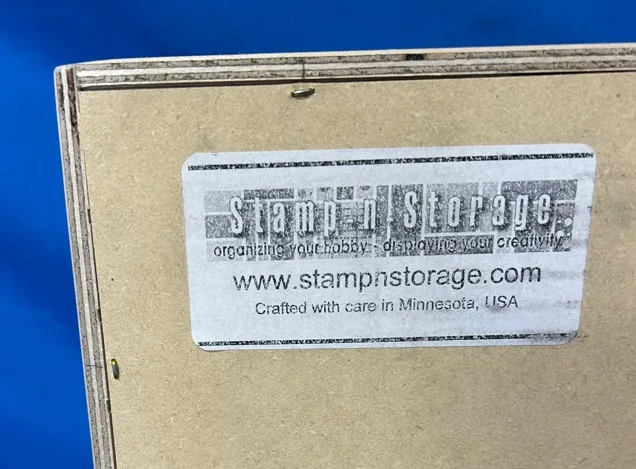 Stamp-n-Storage
organizing your hobby - displaying your creativity
www.stampnstorage.com
Crafted with care in Minnesota, USA